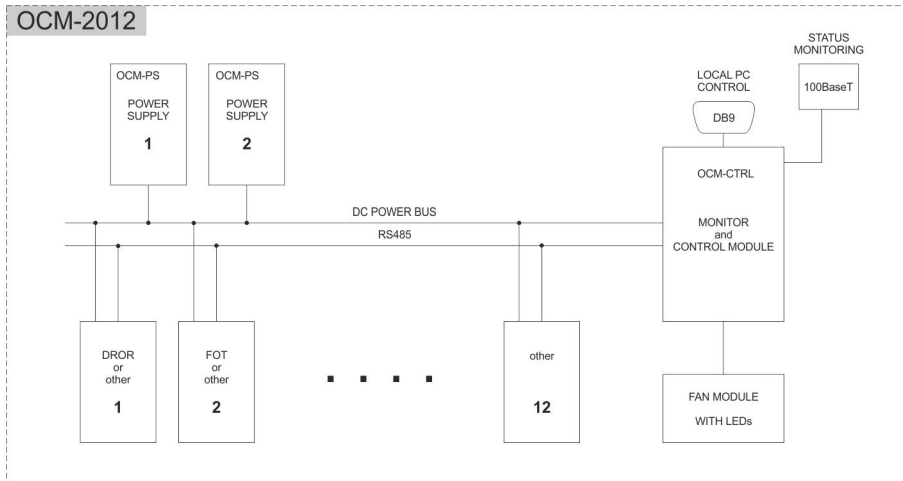 OCM-2012
STATUS
MONITORING
100BaseT
LOCAL PC
CONTROL
DB9
OCM-PS
POWER
SUPPLY
1
OCM-PS
POWER
SUPPLY
2
OCM-CTRL
MONITOR
and
CONTROL MODULE
DC POWER BUS
RS485
DROR
or
other
1
FOT
or
other
2
other
12
FAN MODULE
WITH LEDs